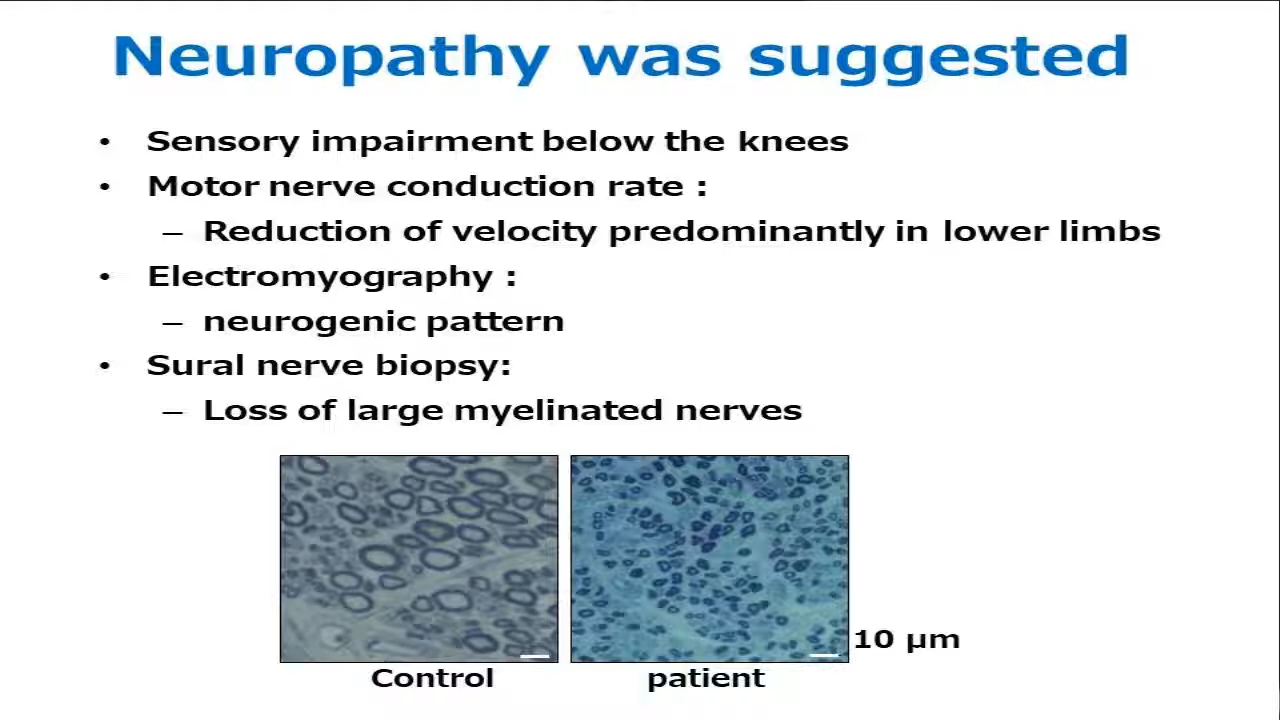 Neuropathy was suggested
• Sensory impairment below the knees
• Motor nerve conduction rate :
– Reduction of velocity predominantly in lower limbs
• Electromyography :
– neurogenic pattern
• Sural nerve biopsy:
– Loss of large myelinated nerves
10 μm
Control patient